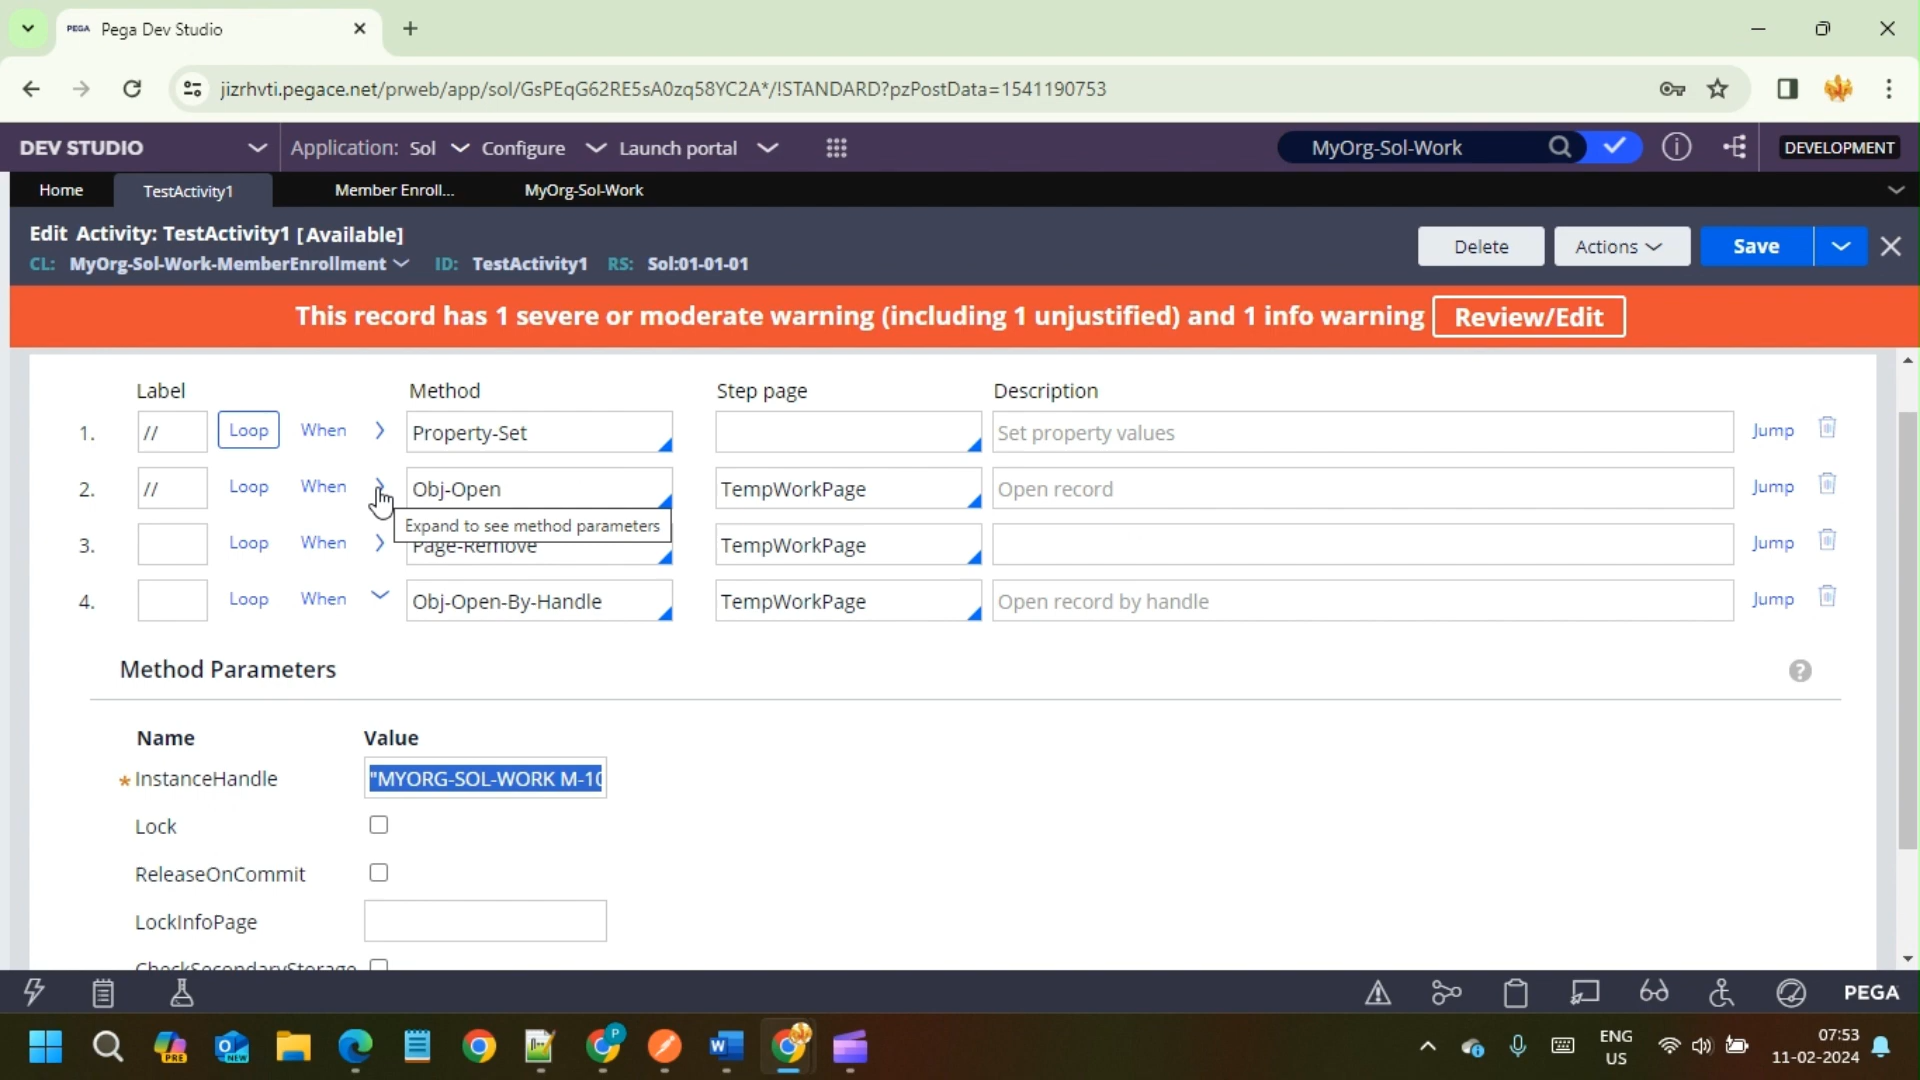 PEGA Pega Dev Studio
jizrhvti.pegace.net/prweb/app/sol/GsPEqG62RE5sA0zq58YC2A*/!STANDARD?pzPostData=1541190753
DEV STUDIO Application: Sol Configure Launch portal MyOrg-Sol-Work DEVELOPMENT
Home TestActivity1 Member Enroll... MyOrg-Sol-Work
Edit Activity: TestActivity1 [Available]
CL: MyOrg-Sol-Work-MemberEnrollment ID: TestActivity1 RS: Sol:01-01-01
Delete Actions Save
This record has 1 severe or moderate warning (including 1 unjustified) and 1 info warning Review/Edit
Label Method Step page Description
1. // Loop When Property-Set Set property values Jump
2. // Loop When Obj-Open TempWorkPage Open record Jump
Expand to see method parameters
3. Loop When Page-Remove TempWorkPage Jump
4. Loop When Obj-Open-By-Handle TempWorkPage Open record by handle Jump
Method Parameters ?
Name Value
* InstanceHandle "MYORG-SOL-WORK M-10
Lock
ReleaseOnCommit
LockInfoPage
CheckSecondaryStorage
PEGA
PRE NEW P ENG 07:53
US 11-02-2024